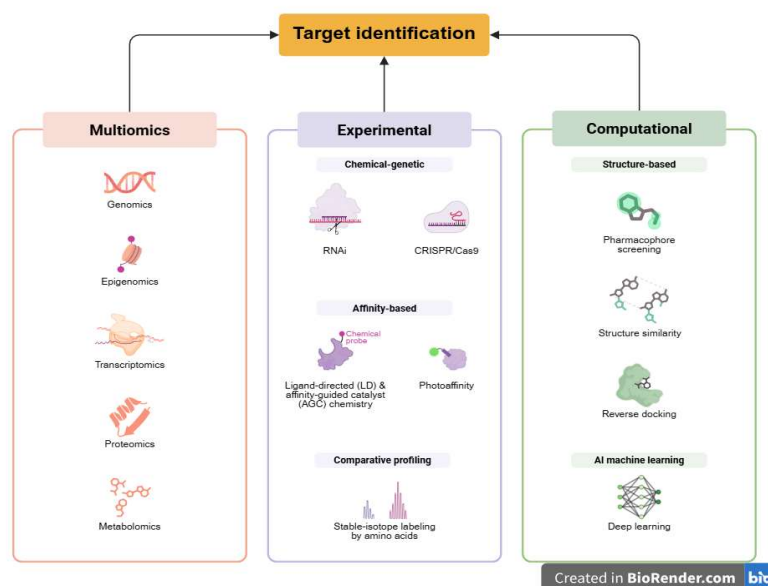 Target identification
Multiomics
Genomics
Epigenomics
Transcriptomics
Proteomics
Metabolomics
Experimental
Chemical-genetic
RNAi
CRISPR/Cas9
Affinity-based
Chemical
probe
Ligand-directed (LD) &
affinity-guided catalyst
(AGC) chemistry
Photoaffinity
Comparative profiling
Stable-isotope labeling
by amino acids
Computational
Structure-based
Pharmacophore
screening
Structure similarity
Reverse docking
AI machine learning
Deep learning
Created in BioRender.com